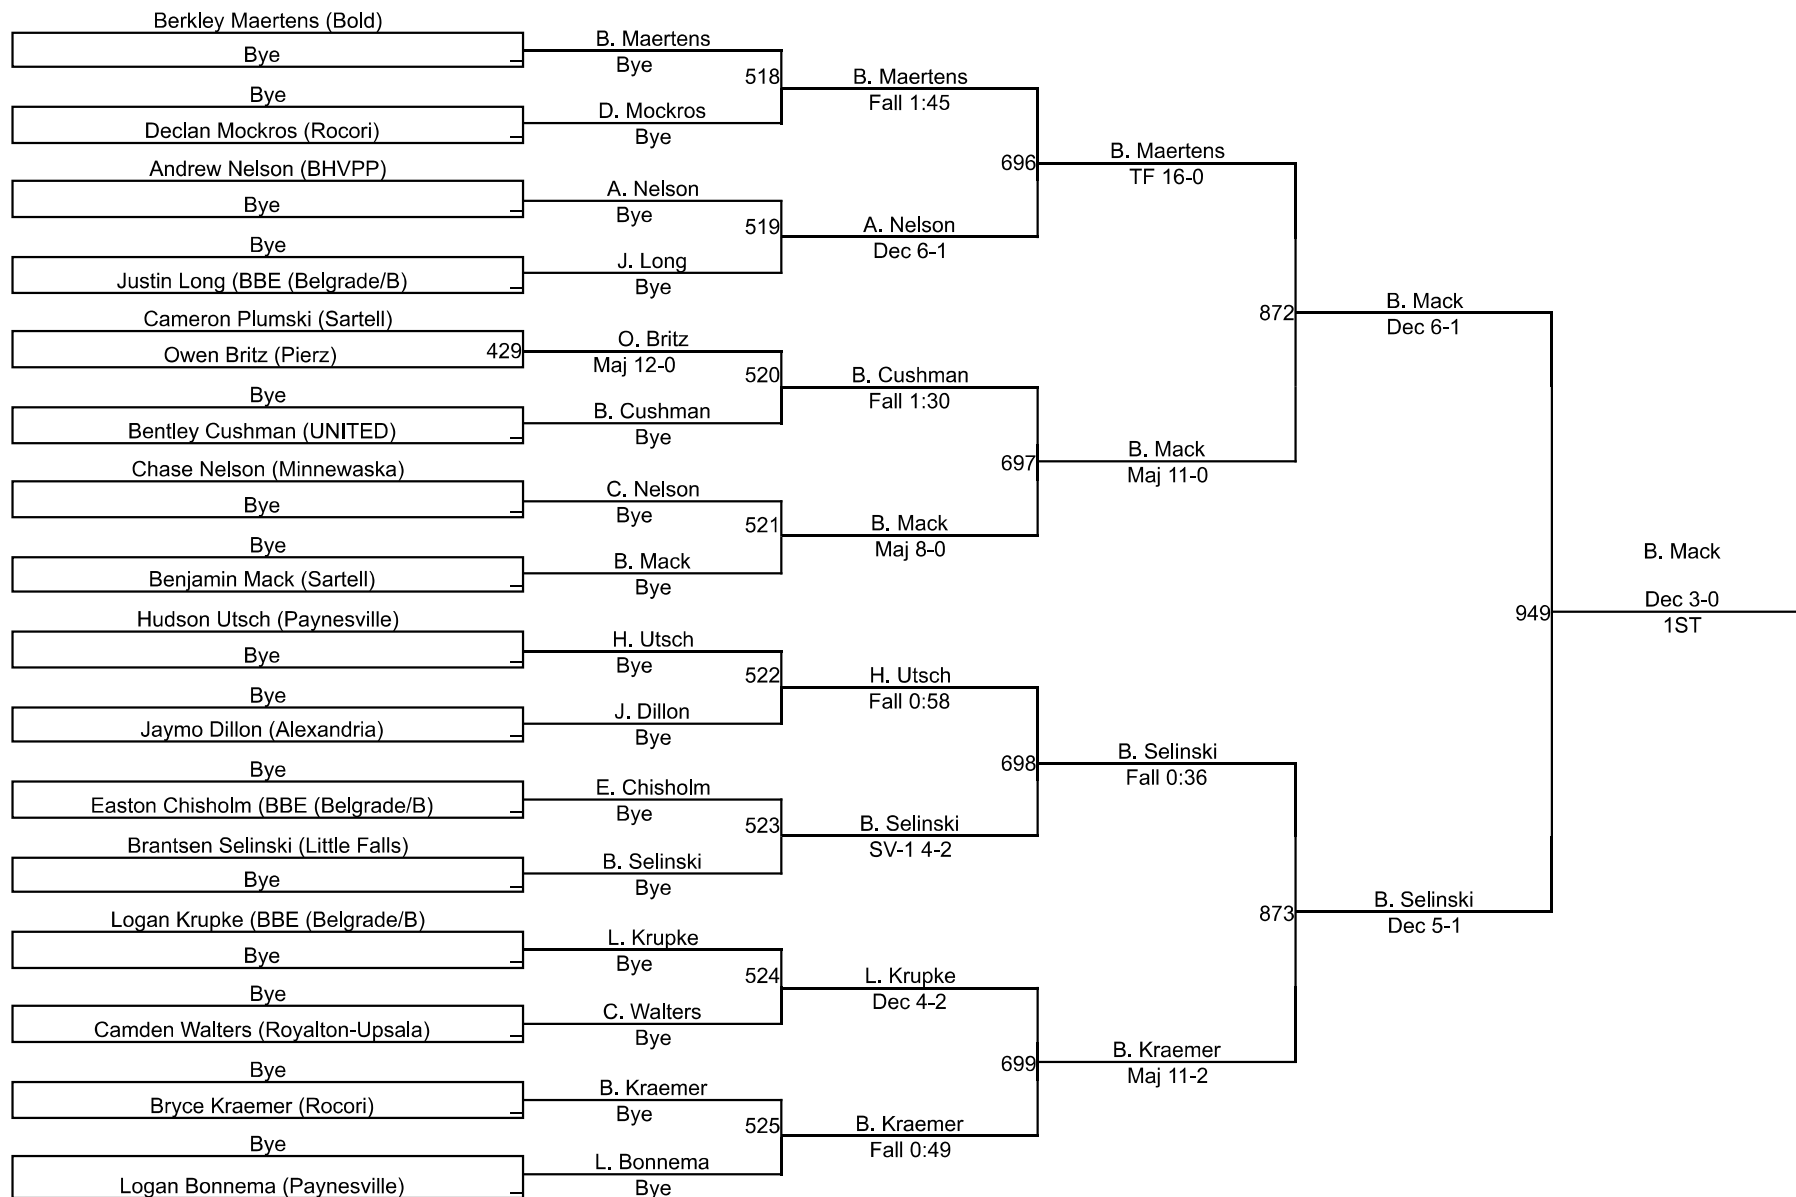 Berkley Maertens (Bold)
Bye
Bye
Declan Mockros (Rocori)
Andrew Nelson (BHVPP)
Bye
Bye
Justin Long (BBE (Belgrade/B)
Cameron Plumski (Sartell)
Owen Britz (Pierz)
429
Bye
Bentley Cushman (UNITED)
Chase Nelson (Minnewaska)
Bye
Bye
Benjamin Mack (Sartell)
Hudson Utsch (Paynesville)
Bye
Bye
Jaymo Dillon (Alexandria)
Bye
Easton Chisholm (BBE (Belgrade/B)
Brantsen Selinski (Little Falls)
Bye
Logan Krupke (BBE (Belgrade/B)
Bye
Bye
Camden Walters (Royalton-Upsala)
Bye
Bryce Kraemer (Rocori)
Bye
Logan Bonnema (Paynesville)
B. Maertens
Bye
518
D. Mockros
Bye
A. Nelson
Bye
519
J. Long
Bye
O. Britz
Maj 12-0
520
B. Cushman
Bye
C. Nelson
Bye
521
B. Mack
Bye
H. Utsch
Bye
522
J. Dillon
Bye
E. Chisholm
Bye
523
B. Selinski
Bye
L. Krupke
Bye
524
C. Walters
Bye
B. Kraemer
Bye
525
L. Bonnema
Bye
B. Maertens
Fall 1:45
696
A. Nelson
Dec 6-1
B. Cushman
Fall 1:30
697
B. Mack
Maj 8-0
H. Utsch
Fall 0:58
698
B. Selinski
SV-1 4-2
L. Krupke
Dec 4-2
699
B. Kraemer
Fall 0:49
B. Maertens
TF 16-0
872
B. Mack
Maj 11-0
B. Selinski
Fall 0:36
873
B. Kraemer
Maj 11-2
B. Mack
Dec 6-1
949
B. Selinski
Dec 5-1
B. Mack
Dec 3-0
1ST